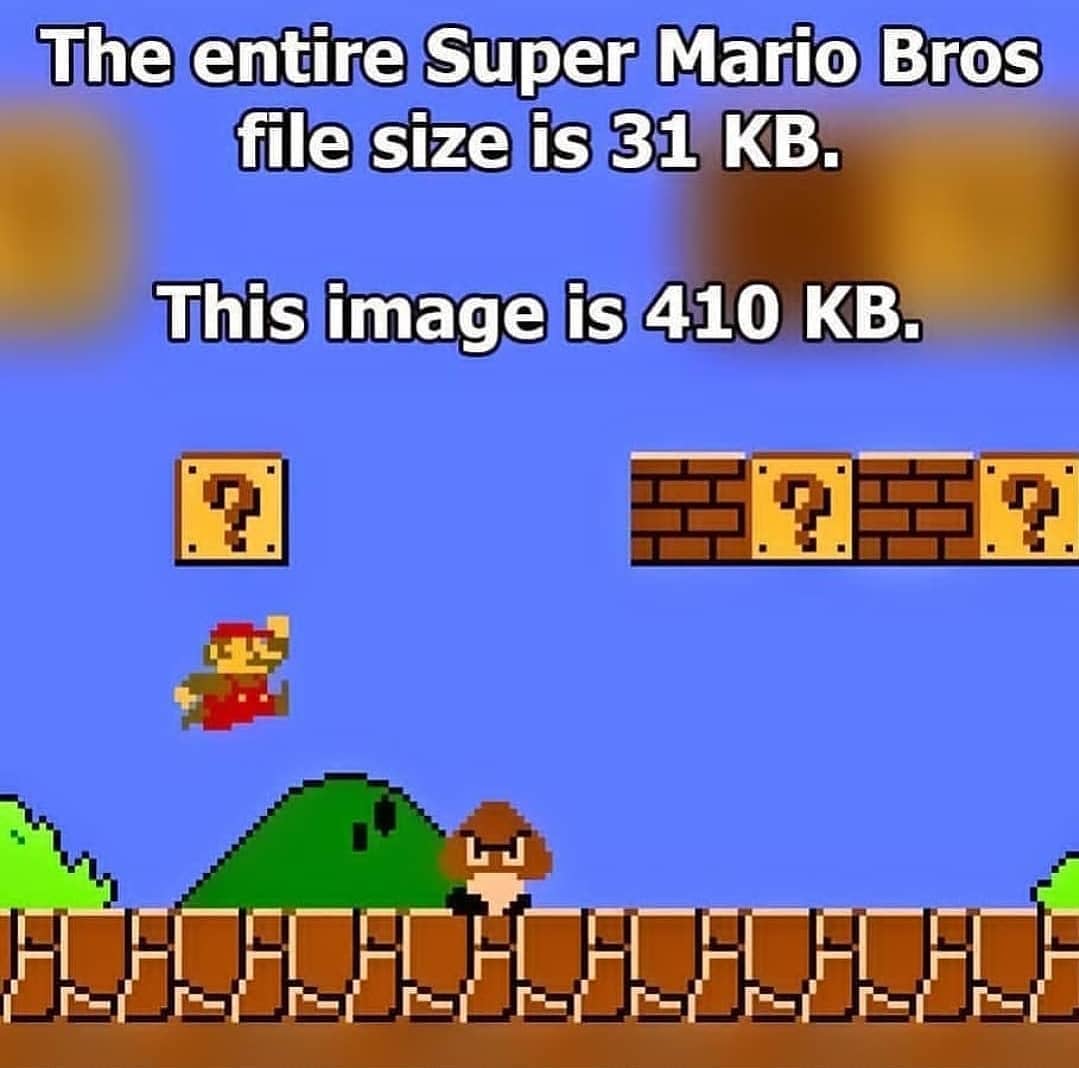 The entire Super Mario Bros
file size is 31 KB.
This image is 410 KB.
? ? ?